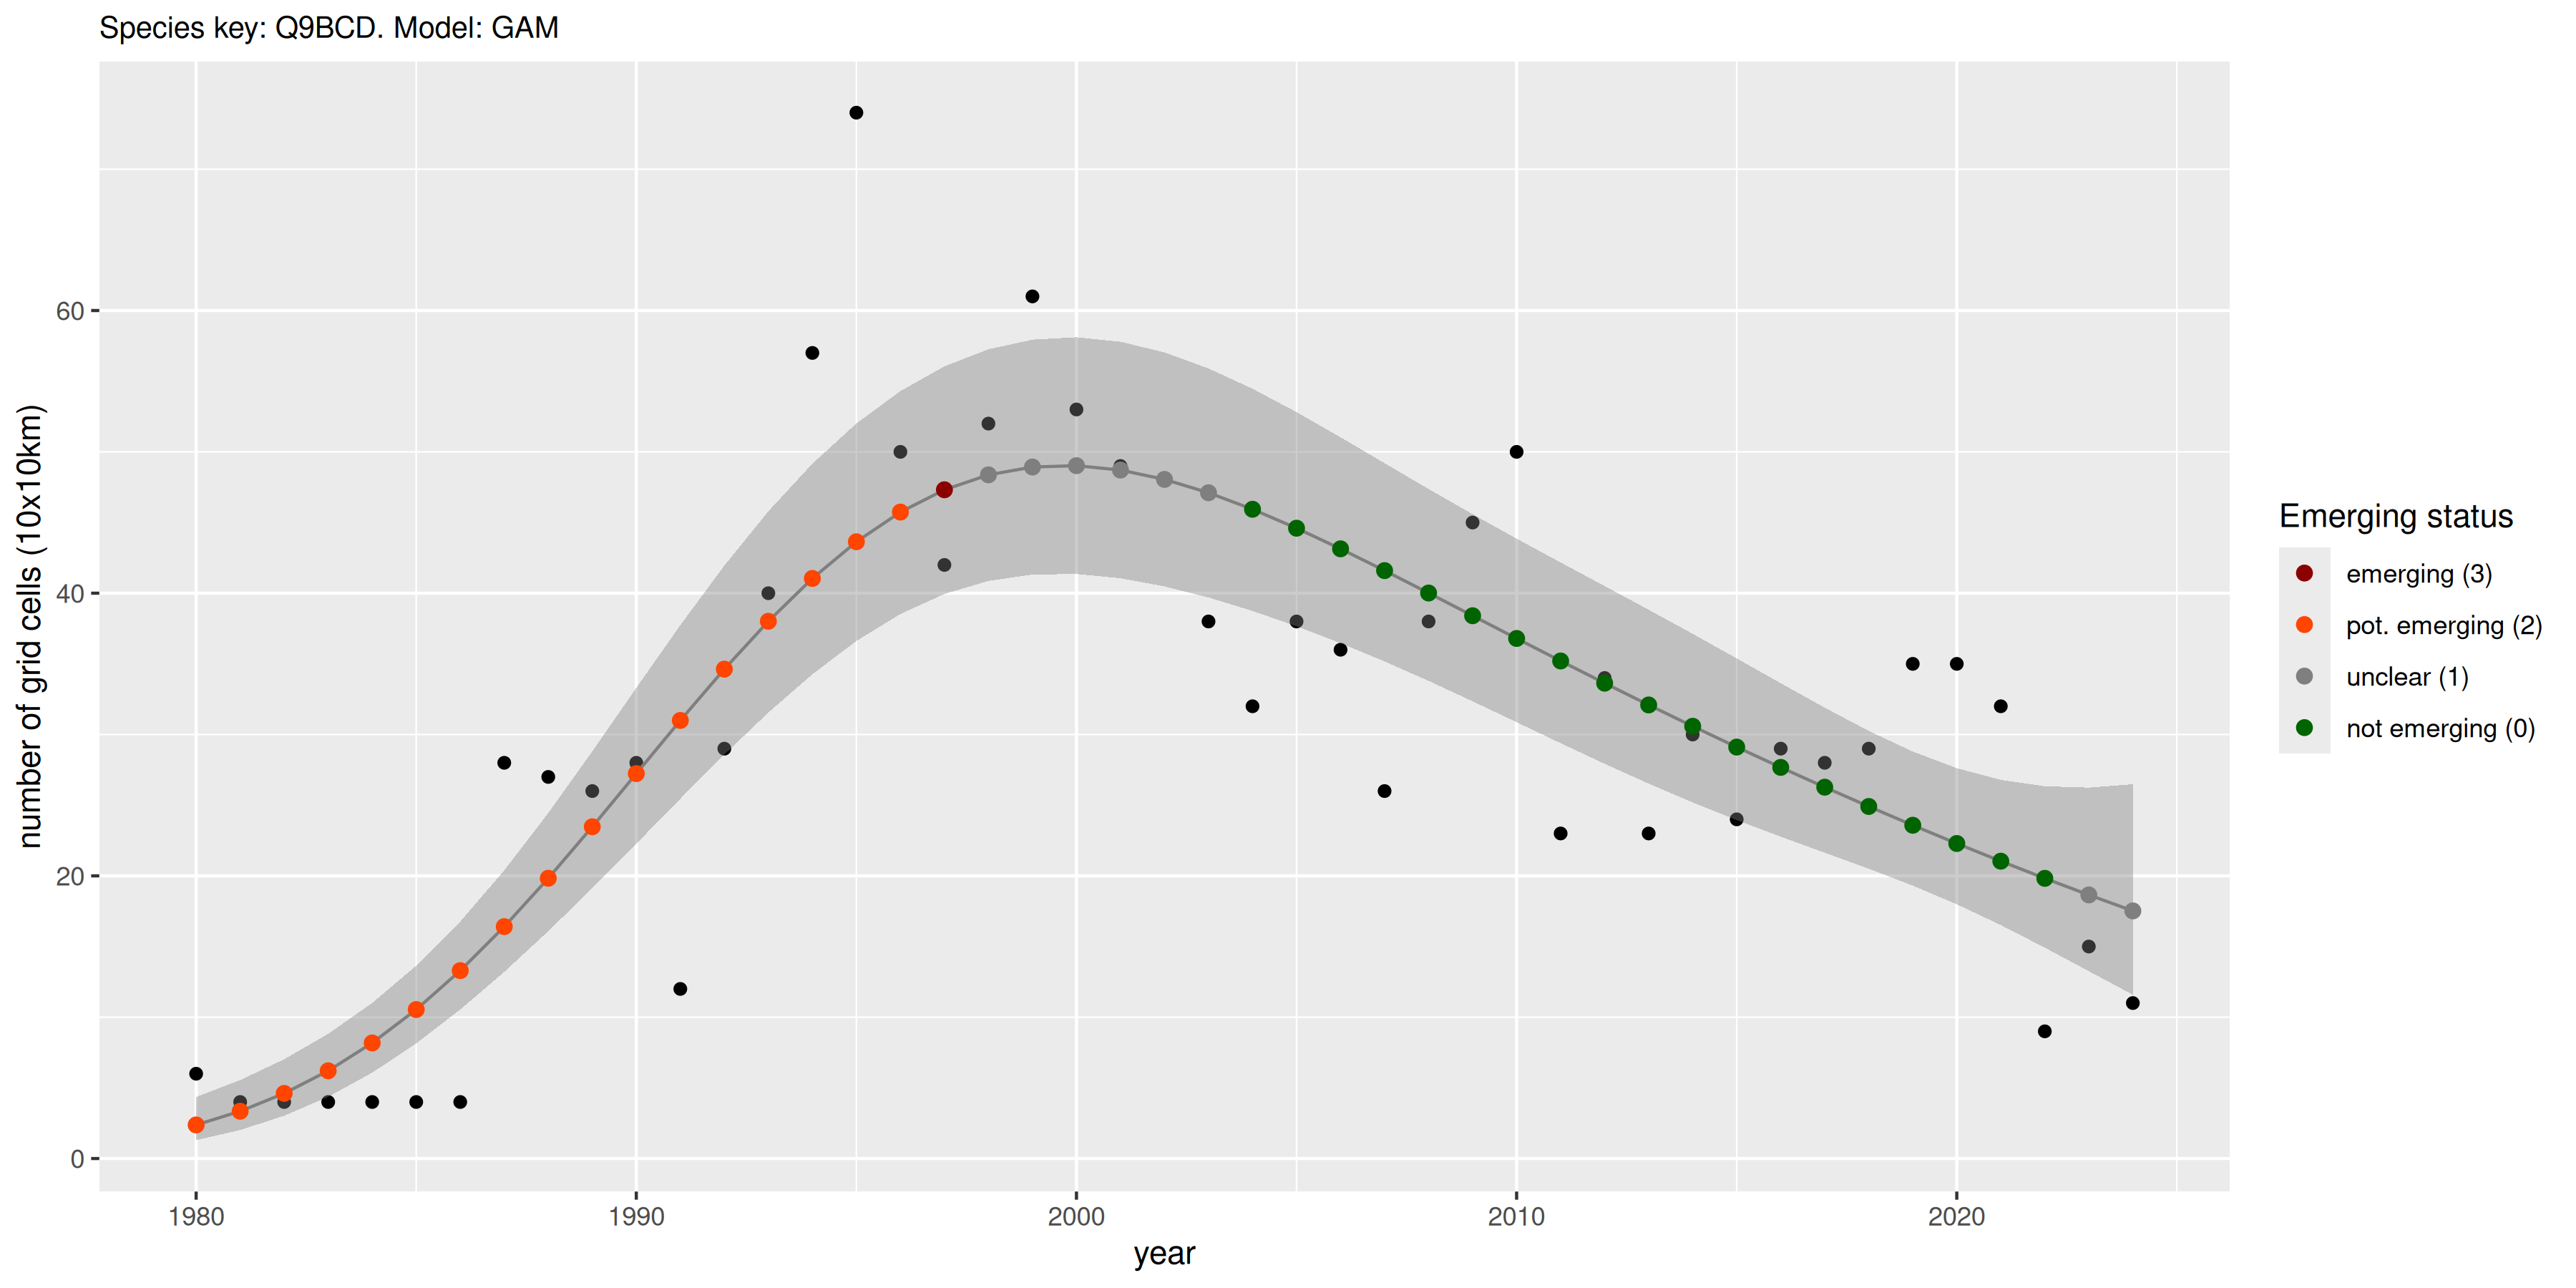 Species key: Q9BCD. Model: GAM
number of grid cells (10x10km)
60
40
20
0
1980
1990
2000
2010
2020
year
Emerging status
emerging (3)
pot. emerging (2)
unclear (1)
not emerging (0)